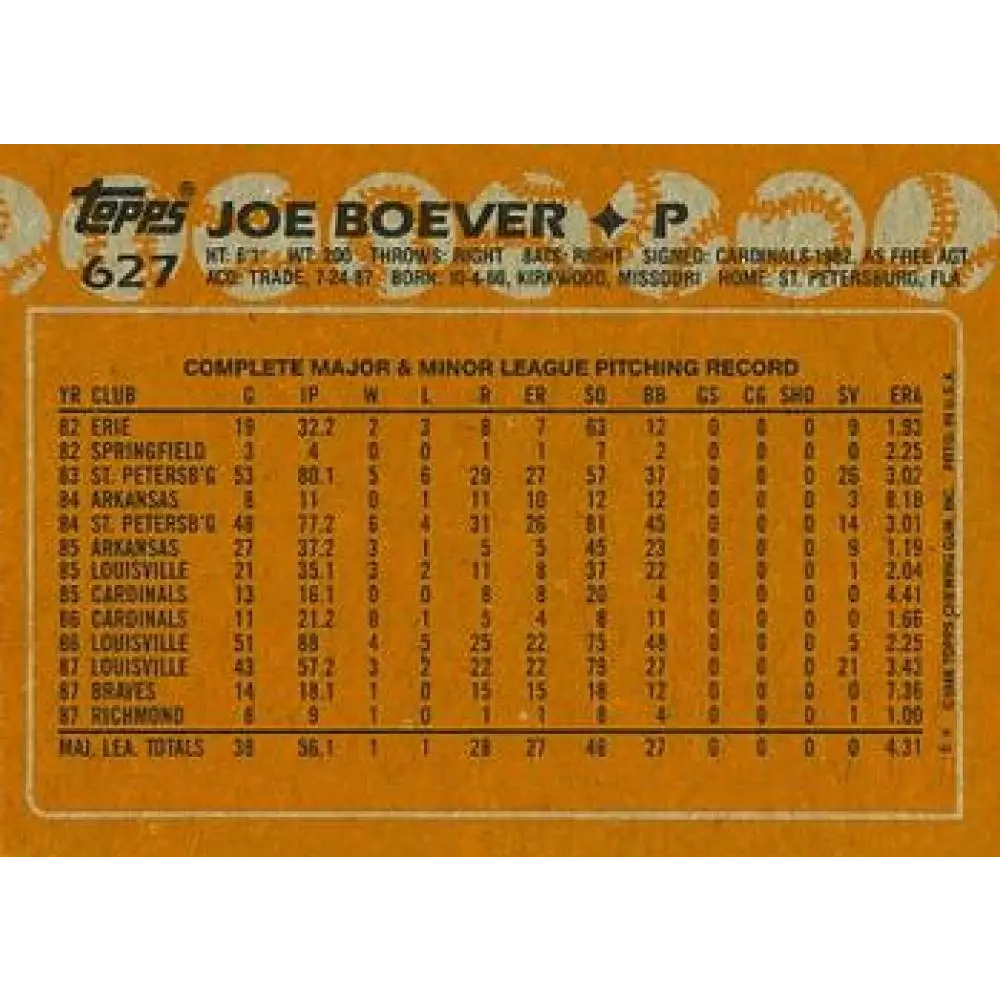 topps® JOE BOEVER ✦ P
627 HT: 6'1" WT: 200 THROWS: RIGHT BATS: RIGHT SIGNED: CARDINALS-1982, AS FREE AGT.
ACQ: TRADE, 7-24-87 BORN: 10-4-60, KIRKWOOD, MISSOURI HOME: ST. PETERSBURG, FLA.
COMPLETE MAJOR & MINOR LEAGUE PITCHING RECORD
YR CLUB G IP W L R ER SO BB GS CG SHO SV ERA
82 ERIE 19 32.2 2 3 8 7 63 12 0 0 0 9 1.93
82 SPRINGFIELD 3 4 0 0 1 1 7 2 0 0 0 0 2.25
83 ST. PETERSB'G 53 80.1 5 6 29 27 57 37 0 0 0 26 3.02
84 ARKANSAS 8 11 0 1 11 10 12 12 0 0 0 3 8.18
84 ST. PETERSB'G 48 77.2 6 4 31 26 81 45 0 0 0 14 3.01
85 ARKANSAS 27 37.2 3 1 5 5 45 23 0 0 0 9 1.19
85 LOUISVILLE 21 35.1 3 2 11 8 37 22 0 0 0 1 2.04
85 CARDINALS 13 16.1 0 0 8 8 20 4 0 0 0 0 4.41
86 CARDINALS 11 21.2 0 1 5 4 8 11 0 0 0 0 1.66
86 LOUISVILLE 51 88 4 5 25 22 75 48 0 0 0 5 2.25
87 LOUISVILLE 43 57.2 3 2 22 22 79 27 0 0 0 21 3.43
87 BRAVES 14 18.1 1 0 15 15 18 12 0 0 0 0 7.36
87 RICHMOND 6 9 1 0 1 1 8 4 0 0 0 1 1.00
MAJ. LEA. TOTALS 38 56.1 1 1 28 27 46 27 0 0 0 0 4.31
TOPPS CHEWING GUM, INC. PRTD. IN U.S.A.